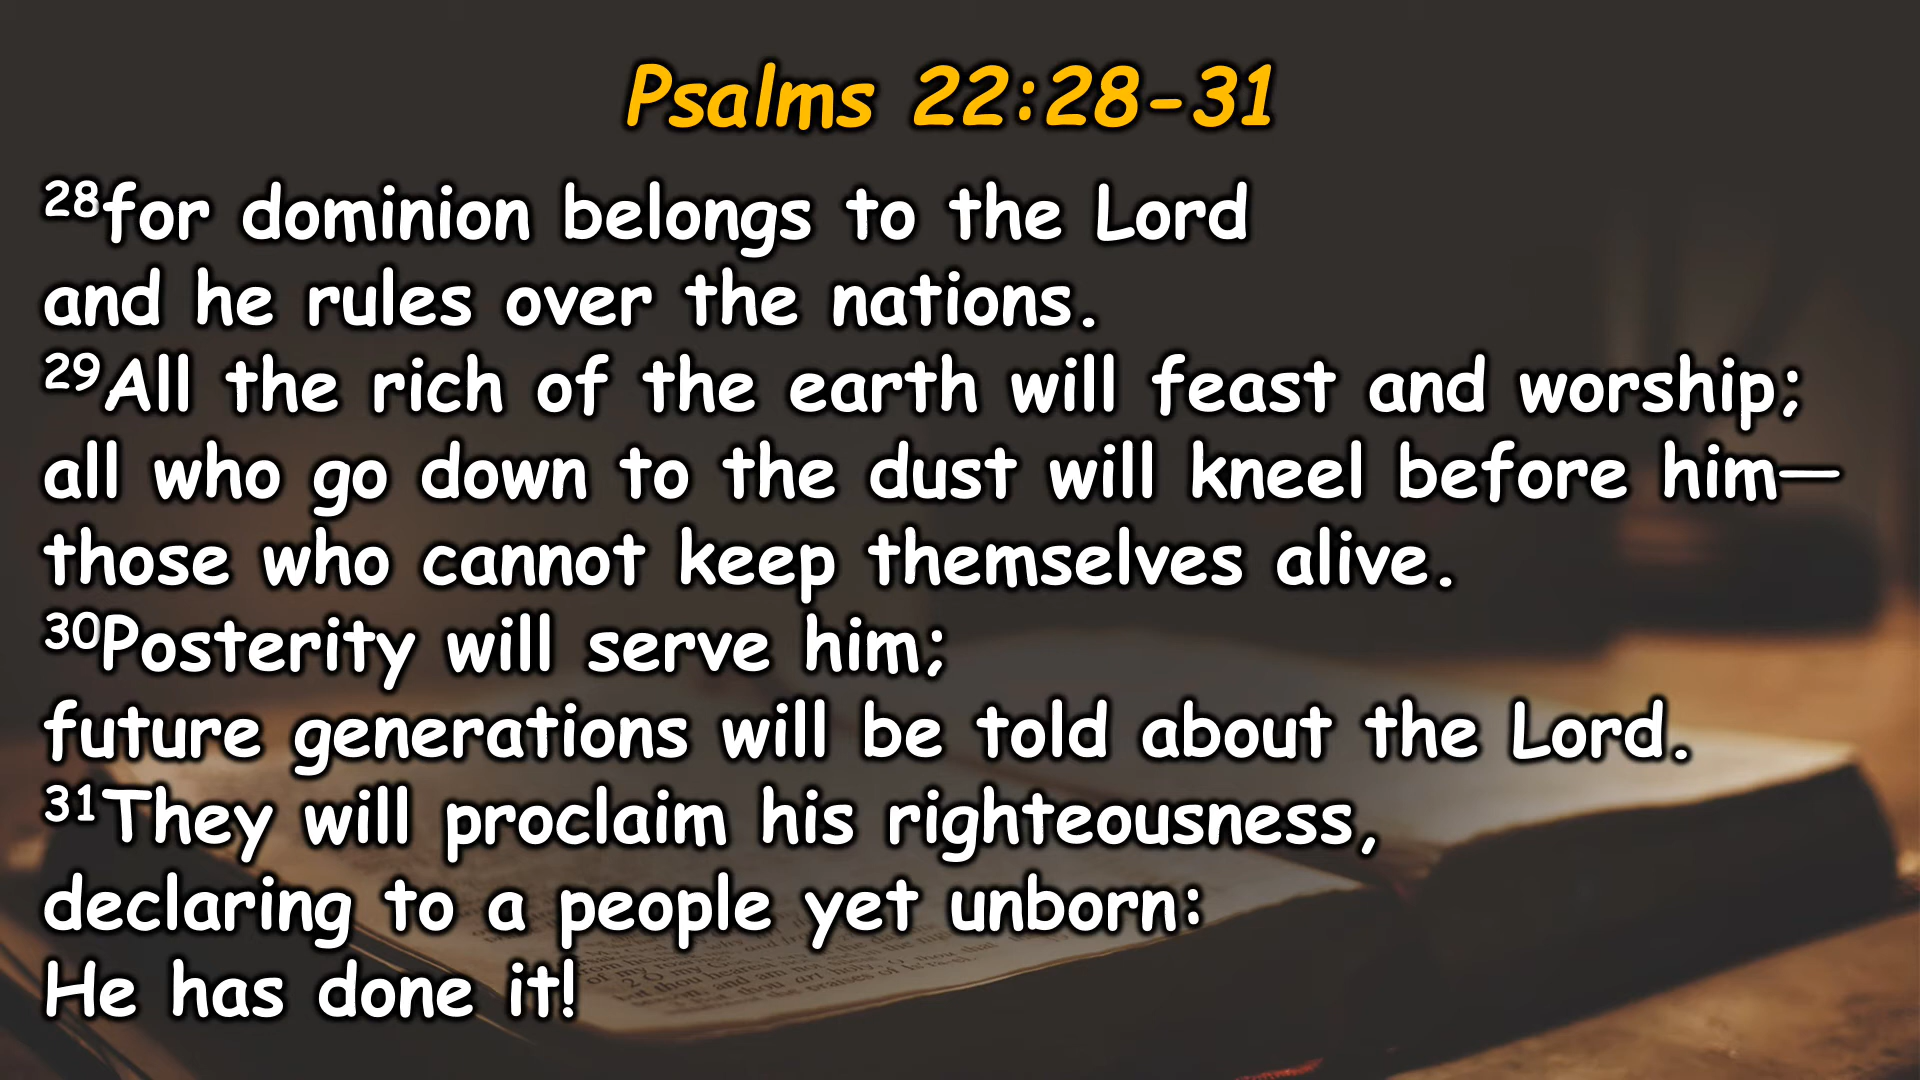 Psalms 22:28-31
28for dominion belongs to the Lord
and he rules over the nations.
29All the rich of the earth will feast and worship;
all who go down to the dust will kneel before him—
those who cannot keep themselves alive.
30Posterity will serve him;
future generations will be told about the Lord.
31They will proclaim his righteousness,
declaring to a people yet unborn:
He has done it!